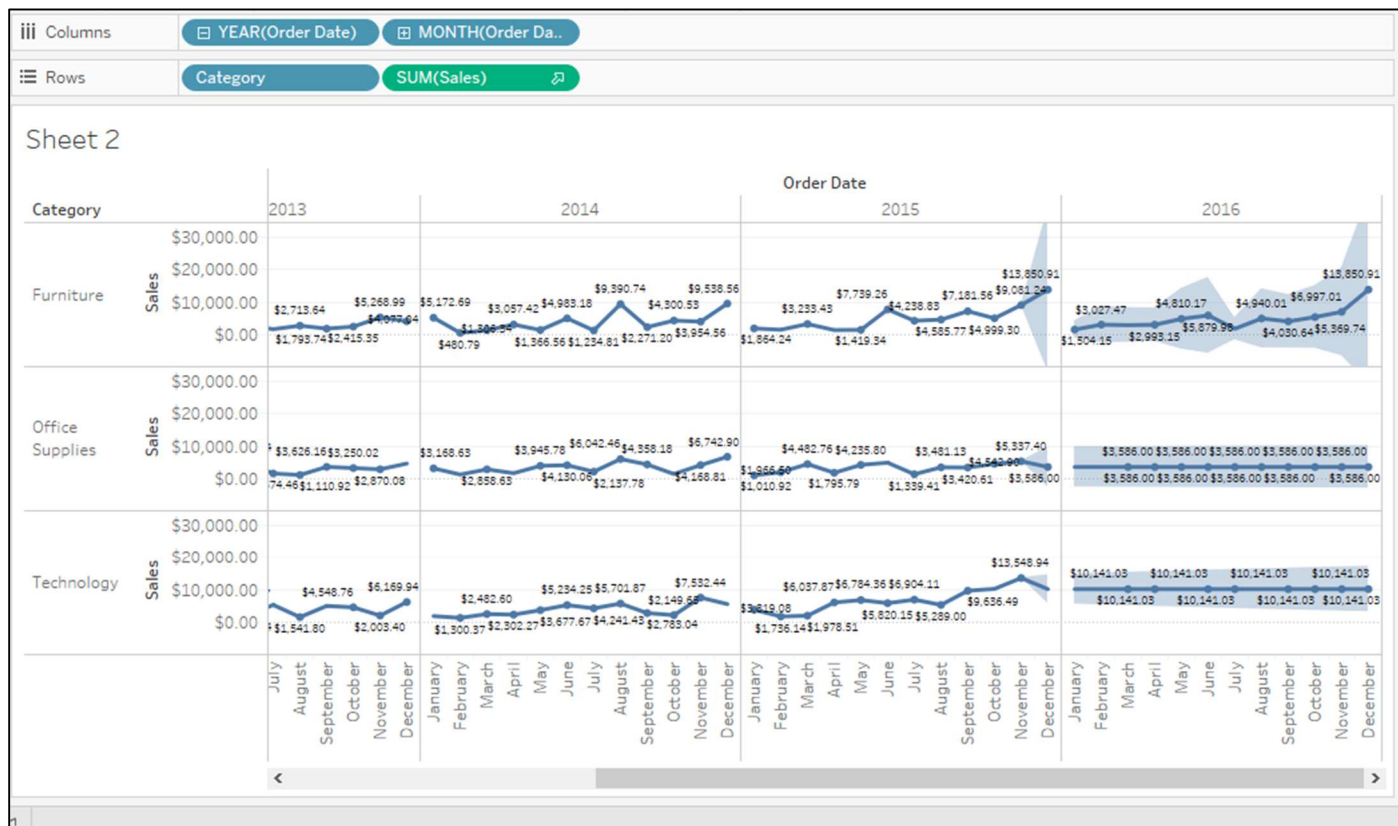 Columns YEAR(Order Date) MONTH(Order Da..
Rows Category SUM(Sales)
Sheet 2
Order Date
Category 2013 2014 2015 2016
Furniture
Sales
$30,000.00
$20,000.00
$10,000.00
$0.00
$2,713.64 $5,268.99 $5,172.69 $3,057.42 $4,983.18 $9,390.74 $4,300.53 $9,538.56 $3,233.43 $7,739.26 $4,238.83 $7,181.56 $9,081.24 $13,850.91 $3,027.47 $4,810.17 $4,940.01 $6,997.01 $13,850.91
$1,793.74 $2,415.35 $4,077.04 $480.79 $1,366.56 $1,234.81 $2,271.20 $3,954.56 $1,864.24 $1,419.34 $4,585.77 $4,999.30 $1,504.15 $2,993.15 $5,879.98 $4,030.64 $5,369.74
Office
Supplies
Sales
$30,000.00
$20,000.00
$10,000.00
$0.00
$3,626.16 $3,250.02 $3,168.63 $3,945.78 $6,042.46 $4,358.18 $6,742.90 $4,482.76 $4,235.80 $3,481.13 $5,337.40 $3,586.00 $3,586.00 $3,586.00 $3,586.00 $3,586.00
74.46 $1,110.92 $2,870.08 $2,858.63 $4,130.06 $2,137.78 $4,168.81 $1,010.92 $1,795.79 $1,339.41 $3,420.61 $3,586.00 $3,586.00 $3,586.00 $3,586.00 $3,586.00 $3,586.00
Technology
Sales
$30,000.00
$20,000.00
$10,000.00
$0.00
$4,548.76 $6,169.94 $2,482.60 $5,234.25 $5,701.87 $7,532.44 $6,037.87 $6,784.36 $6,904.11 $13,548.94 $10,141.03 $10,141.03 $10,141.03 $10,141.03
$1,541.80 $2,003.40 $1,300.37 $2,302.27 $3,677.67 $4,241.43 $2,783.04 $1,736.14 $1,978.51 $5,820.15 $5,289.00 $9,636.49 $10,141.03 $10,141.03 $10,141.03 $10,141.03
July August September October November December January February March April May June July August September October November December January February March April May June July August September October November December January February March April May June July August September October November December